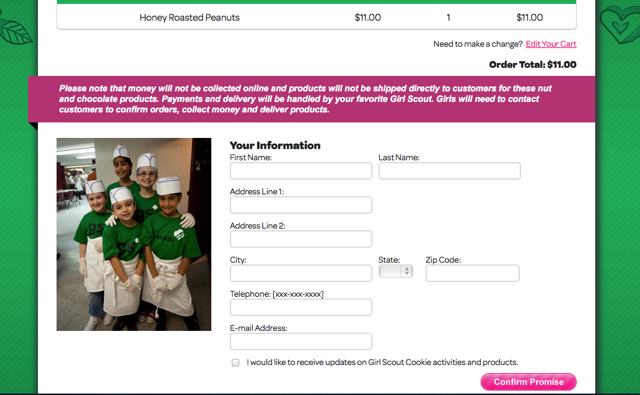 Honey Roasted Peanuts $11.00 1 $11.00
Need to make a change? Edit Your Cart
Order Total: $11.00
Please note that money will not be collected online and products will not be shipped directly to customers for these nut
and chocolate products. Payments and delivery will be handled by your favorite Girl Scout. Girls will need to contact
customers to confirm orders, collect money and deliver products.
Your Information
First Name: Last Name:
Address Line 1:
Address Line 2:
City: State: Zip Code:
Telephone: [xxx-xxx-xxxx]
E-mail Address:
I would like to receive updates on Girl Scout Cookie activities and products.
Confirm Promise